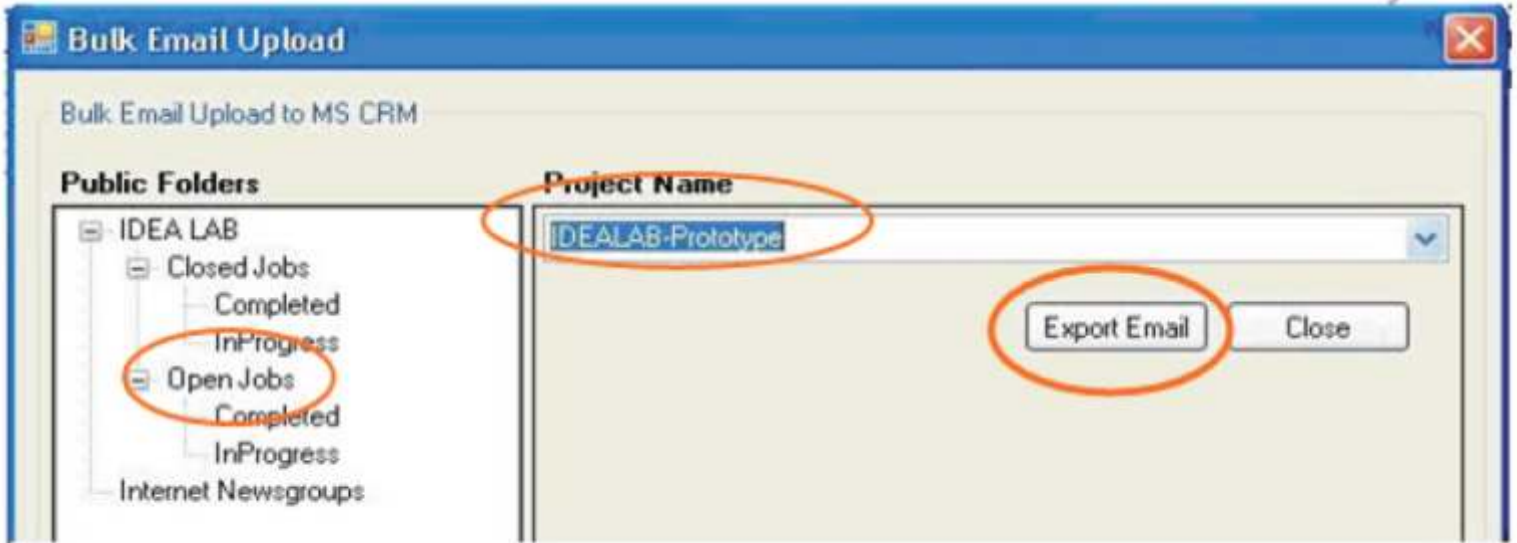 Bulk Email Upload
Bulk Email Upload to MS CRM
Public Folders
Project Name
IDEA LAB
Closed Jobs
Completed
InProgress
Open Jobs
Completed
InProgress
Internet Newsgroups
IDEALAB-Prototype
Export Email
Close